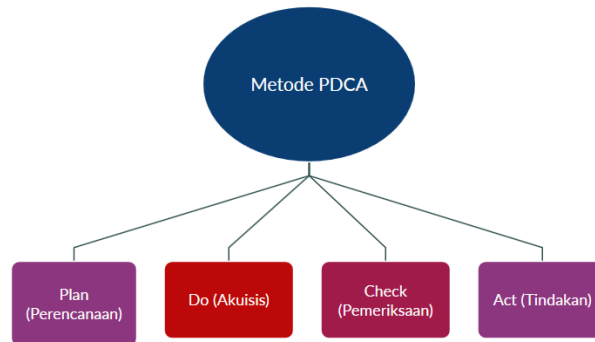 Metode PDCA
Plan
(Perencanaan)
Do (Akuisis)
Check
(Pemeriksaan)
Act (Tindakan)